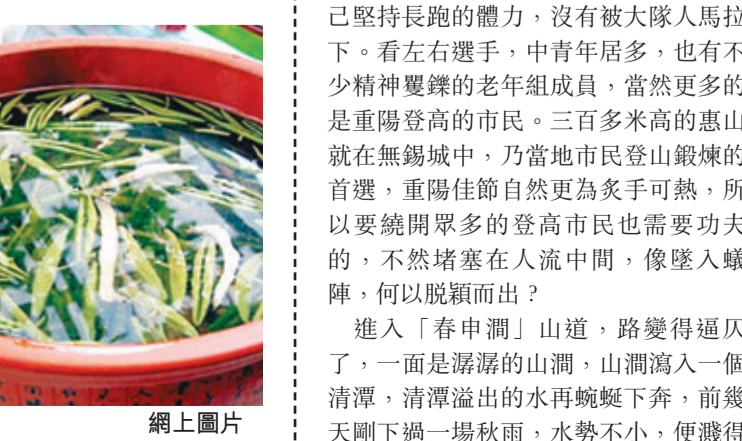 己堅持長跑的體力，沒有被大隊人馬拉
下。看左右選手，中青年居多，也有不
少精神矍鑠的老年組成員，當然更多的
是重陽登高的市民。三百多米高的惠山
就在無錫城中，乃當地市民登山鍛煉的
首選，重陽佳節自然更為炙手可熱，所
以要繞開眾多的登高市民也需要功夫
的，不然堵塞在人流中間，像墜入蟻
陣，何以脫穎而出？
進入「春申澗」山道，路變得逼仄
了，一面是潺潺的山澗，山澗瀉入一個
清潭，清潭溢出的水再蜿蜒下奔，前幾
天剛下過一場秋雨，水勢不小，便濺得
網上圖片